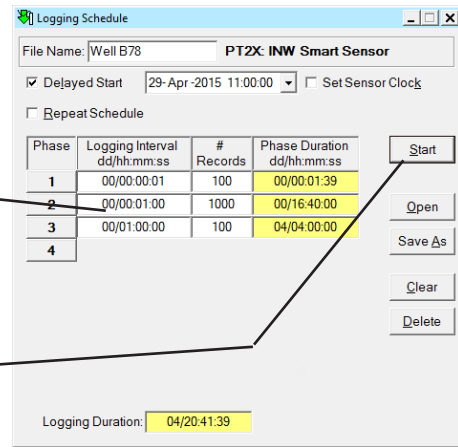 Logging Schedule
File Name: Well B78 PT2X: INW Smart Sensor
Delayed Start 29-Apr-2015 11:00:00 Set Sensor Clock
Repeat Schedule
Phase Logging Interval # Phase Duration
dd/hh:mm:ss Records dd/hh:mm:ss
Start
1 00/00:00:01 100 00/00:01:39
2 00/00:01:00 1000 00/16:40:00
Open
3 00/01:00:00 100 04/04:00:00
Save As
4
Clear
Delete
Logging Duration: 04/20:41:39